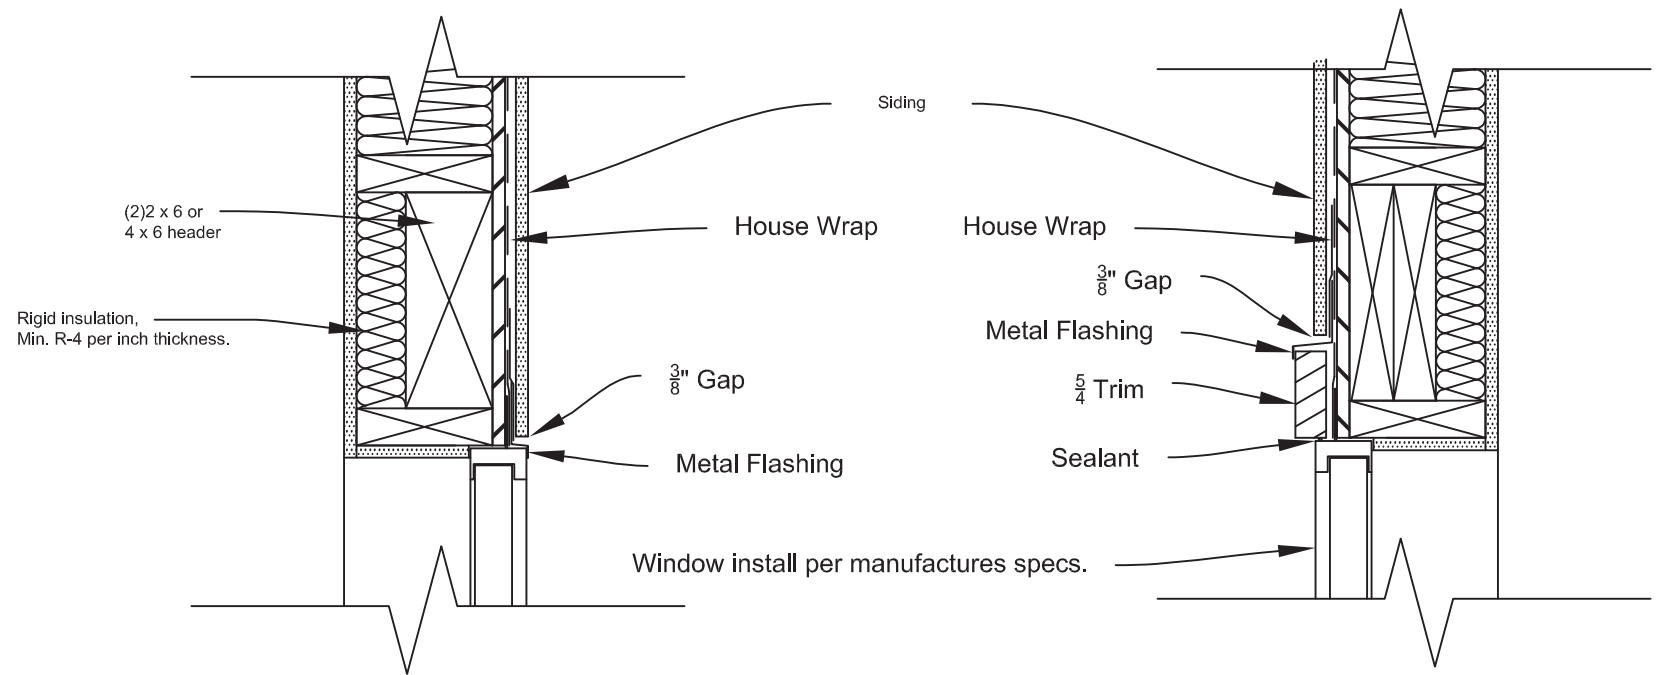 Siding
(2)2 x 6 or
4 x 6 header
House Wrap
House Wrap
3/8" Gap
Rigid insulation,
Min. R-4 per inch thickness.
Metal Flashing
3/8" Gap
5/4 Trim
Metal Flashing
Sealant
Window install per manufactures specs.